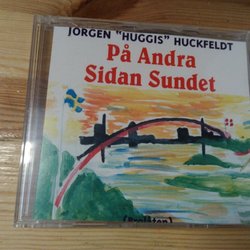 JÖRGEN "HUGGIS" HUCKFELDT
På Andra
Sidan Sundet